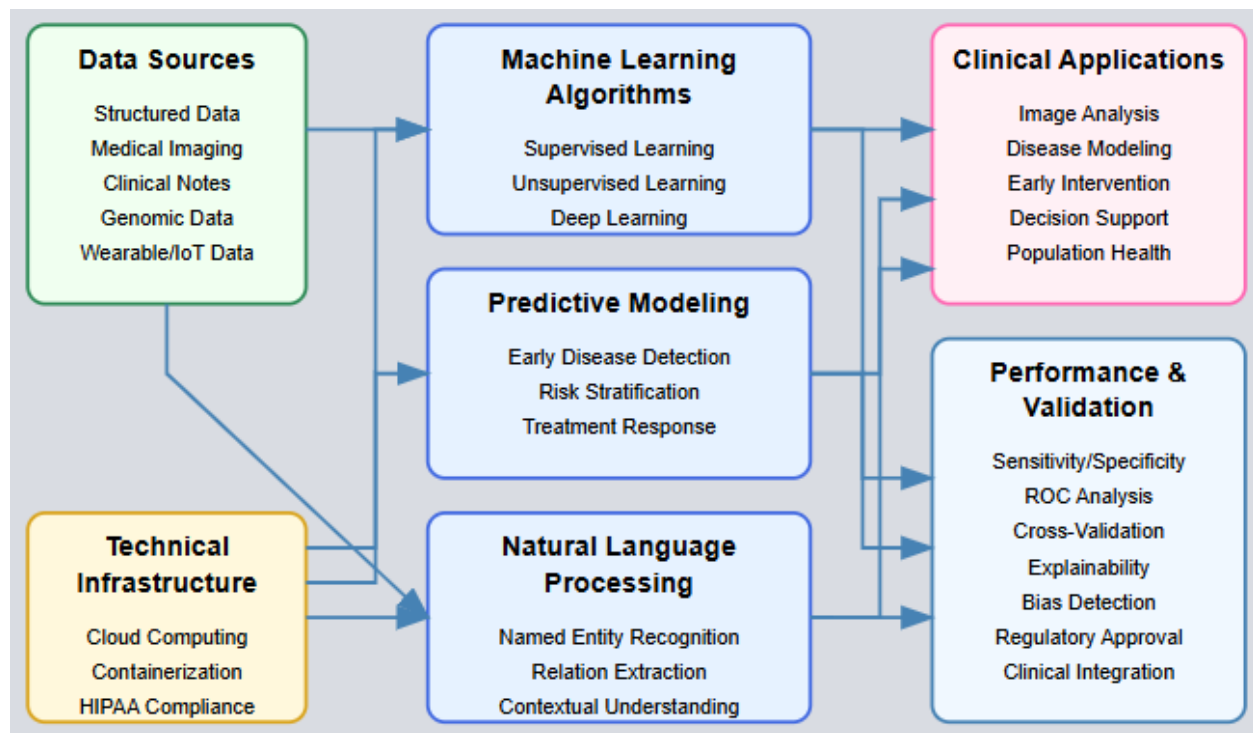 Data Sources
Structured Data
Medical Imaging
Clinical Notes
Genomic Data
Wearable/IoT Data
Technical
Infrastructure
Cloud Computing
Containerization
HIPAA Compliance
Machine Learning
Algorithms
Supervised Learning
Unsupervised Learning
Deep Learning
Predictive Modeling
Early Disease Detection
Risk Stratification
Treatment Response
Natural Language
Processing
Named Entity Recognition
Relation Extraction
Contextual Understanding
Clinical Applications
Image Analysis
Disease Modeling
Early Intervention
Decision Support
Population Health
Performance &
Validation
Sensitivity/Specificity
ROC Analysis
Cross-Validation
Explainability
Bias Detection
Regulatory Approval
Clinical Integration